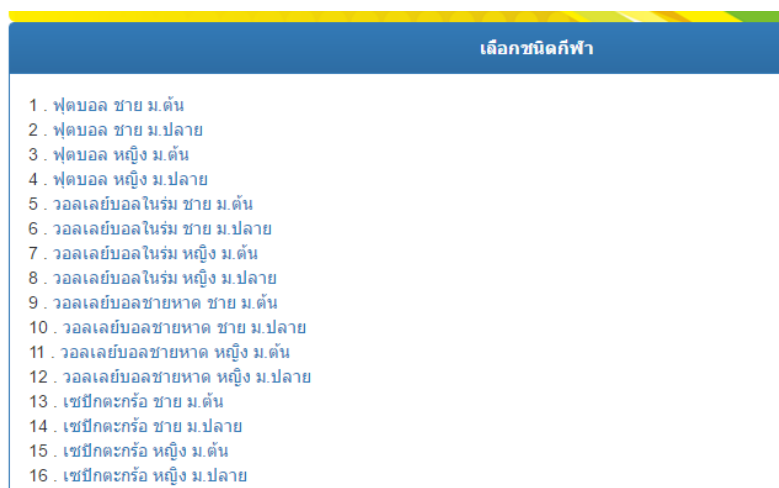 เลือกชนิดกีฬา
1 . ฟุตบอล ชาย ม.ต้น
2 . ฟุตบอล ชาย ม.ปลาย
3 . ฟุตบอล หญิง ม.ต้น
4 . ฟุตบอล หญิง ม.ปลาย
5 . วอลเลย์บอลในร่ม ชาย ม.ต้น
6 . วอลเลย์บอลในร่ม ชาย ม.ปลาย
7 . วอลเลย์บอลในร่ม หญิง ม.ต้น
8 . วอลเลย์บอลในร่ม หญิง ม.ปลาย
9 . วอลเลย์บอลชายหาด ชาย ม.ต้น
10 . วอลเลย์บอลชายหาด ชาย ม.ปลาย
11 . วอลเลย์บอลชายหาด หญิง ม.ต้น
12 . วอลเลย์บอลชายหาด หญิง ม.ปลาย
13 . เซปักตะกร้อ ชาย ม.ต้น
14 . เซปักตะกร้อ ชาย ม.ปลาย
15 . เซปักตะกร้อ หญิง ม.ต้น
16 . เซปักตะกร้อ หญิง ม.ปลาย